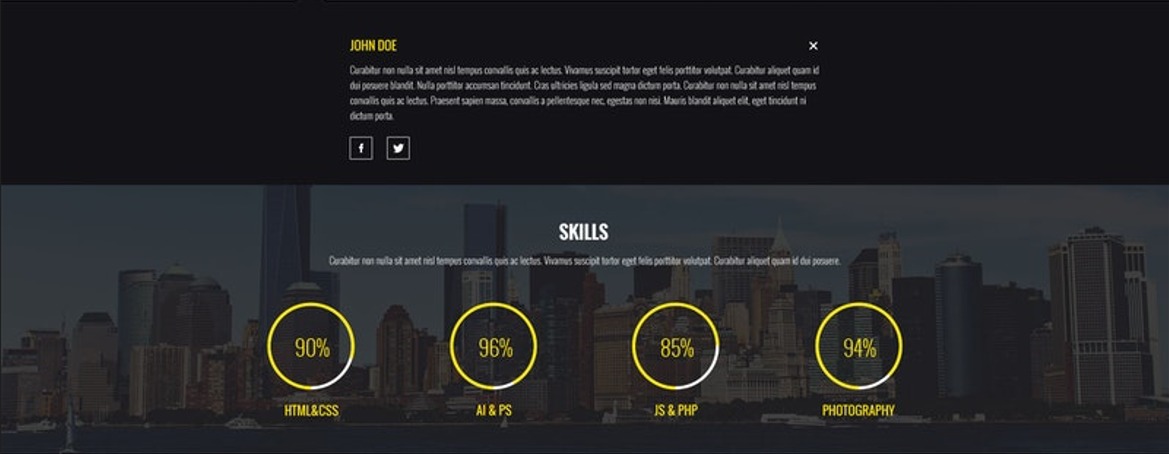 JOHN DOE
Curabitur non nulla sit amet nisl tempus convallis quis ac lectus. Vivamus suscipit tortor eget felis porttitor volutpat. Curabitur aliquet quam id
dui posuere blandit. Nulla porttitor accumsan tincidunt. Cras ultricies ligula sed magna dictum porta. Curabitur non nulla sit amet nisl tempus
convallis quis ac lectus. Praesent sapien massa, convallis a pellentesque nec, egestas non nisi. Mauris blandit aliquet elit, eget tincidunt ni
dictum porta.
SKILLS
Curabitur non nulla sit amet nisl tempus convallis quis ac lectus. Vivamus suscipit tortor eget felis porttitor volutpat. Curabitur aliquet quam id dui posuere.
90% 96% 85% 94%
HTML&CSS AI & PS JS & PHP PHOTOGRAPHY